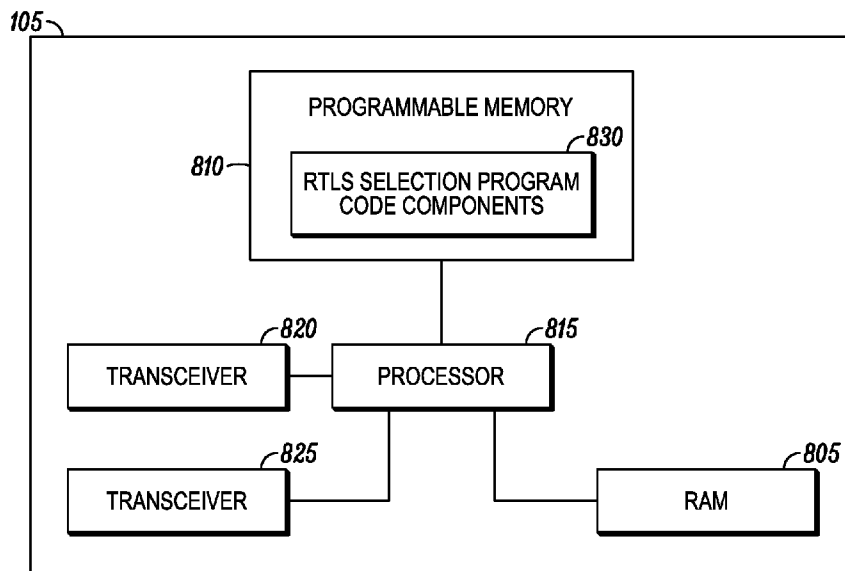 105
PROGRAMMABLE MEMORY
810
830
RTLS SELECTION PROGRAM
CODE COMPONENTS
820
815
TRANSCEIVER
PROCESSOR
825
805
TRANSCEIVER
RAM